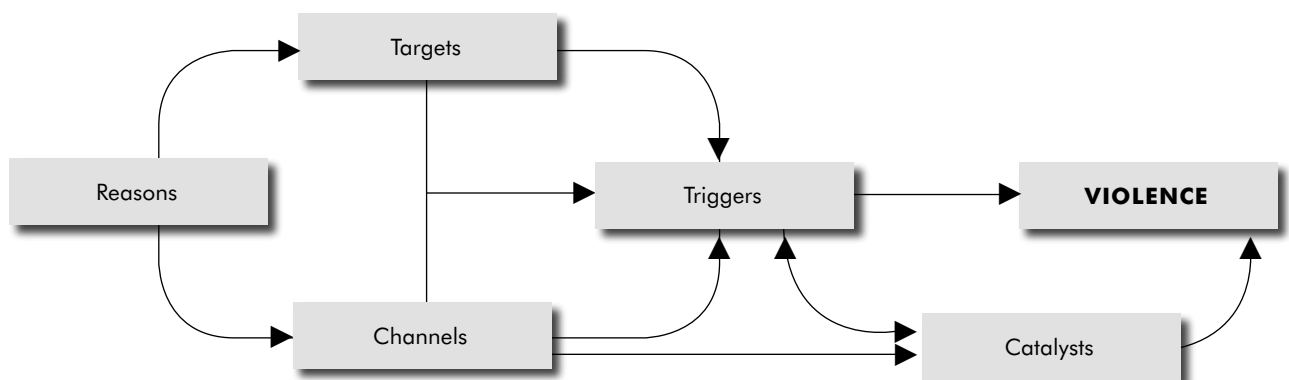 Targets
Reasons
Triggers
VIOLENCE
Channels
Catalysts